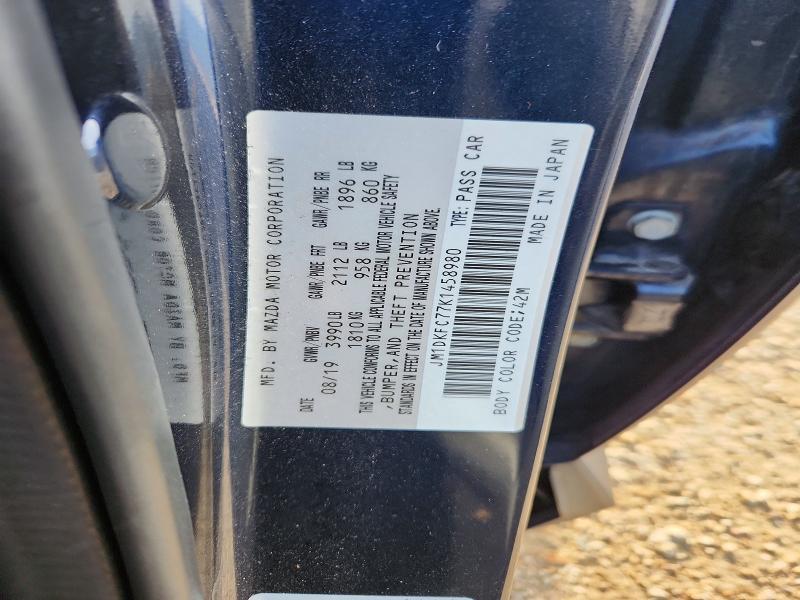 MFD. BY MAZDA MOTOR CORPORATION
DATE GVWR/PNBV GAWR/PNBE FRT GAWR/PNBE RR
08/19 3990LB 2112 LB 1896 LB
1810 KG 958 KG 860 KG
THIS VEHICLE CONFORMS TO ALL APPLICABLE FEDERAL MOTOR VEHICLE SAFETY
,BUMPER,AND THEFT PREVENTION
STANDARDS IN EFFECT ON THE DATE OF MANUFACTURE SHOWN ABOVE.
JM1DKFC77K1458980 TYPE:PASS CAR
BODY COLOR CODE;42M MADE IN JAPAN